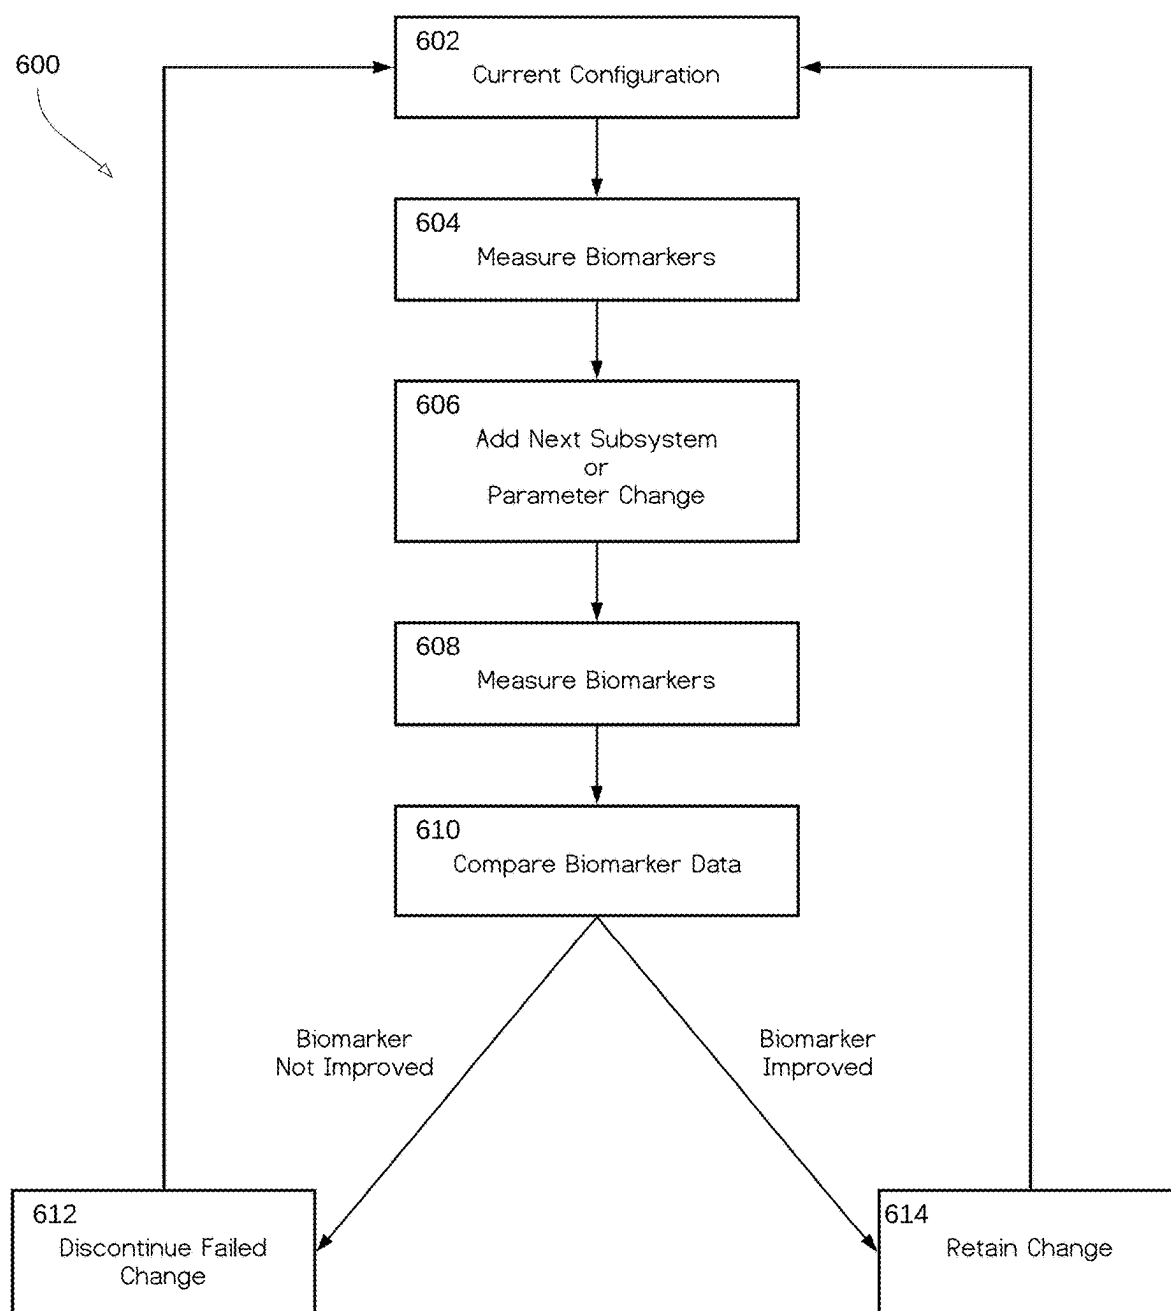 600
602
Current Configuration
604
Measure Biomarkers
606
Add Next Subsystem
or
Parameter Change
608
Measure Biomarkers
610
Compare Biomarker Data
Biomarker
Not Improved
Biomarker
Improved
612
Discontinue Failed
Change
614
Retain Change